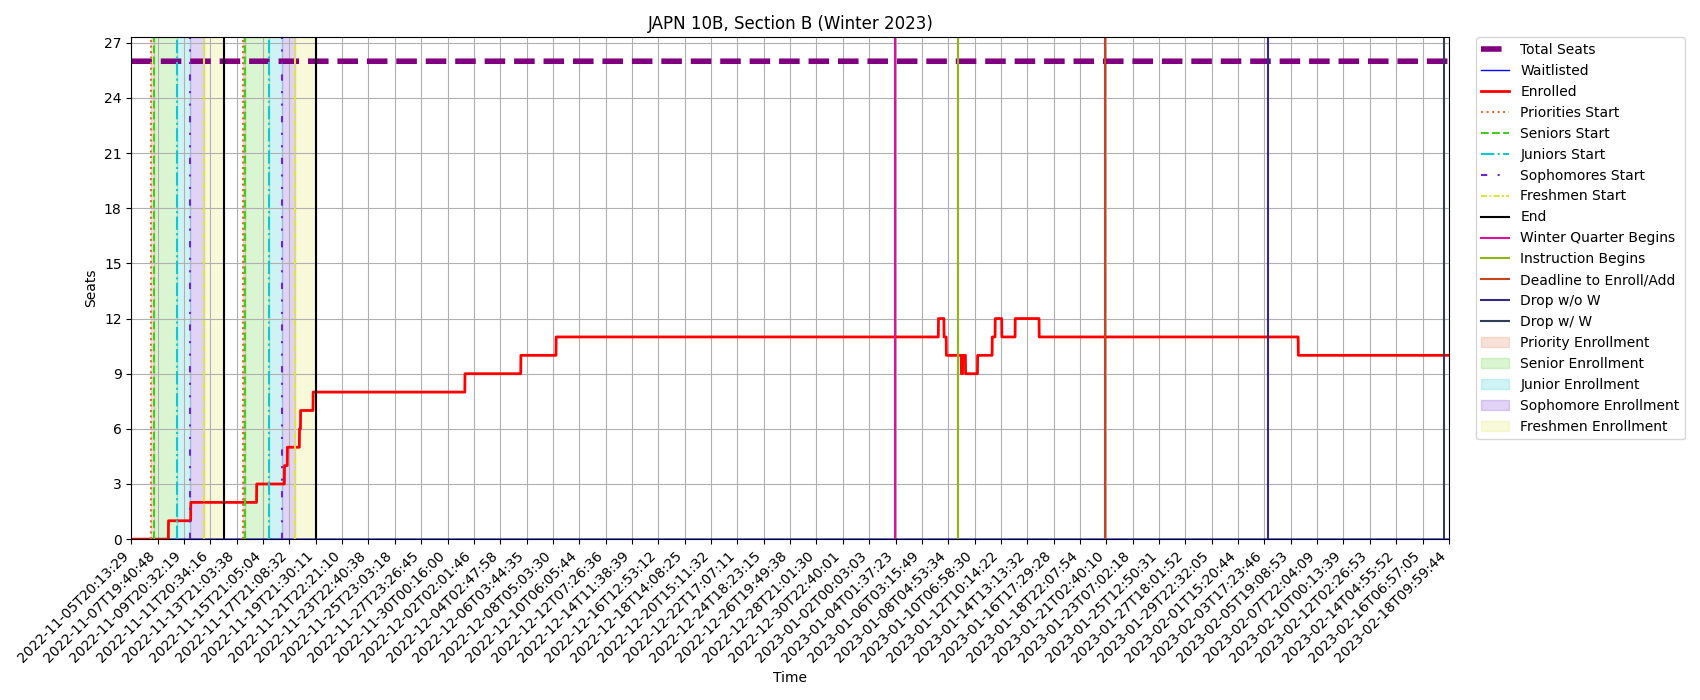 JAPN 10B, Section B (Winter 2023)
27
24
21
18
15
12
9
6
3
0
Seats
2022-11-05T20:13:29
2022-11-07T19:40:48
2022-11-09T20:32:19
2022-11-11T20:34:16
2022-11-13T21:03:38
2022-11-15T21:05:04
2022-11-17T21:08:32
2022-11-19T21:30:11
2022-11-21T22:21:10
2022-11-23T22:40:38
2022-11-25T23:03:18
2022-11-27T23:26:45
2022-11-30T00:16:00
2022-12-02T02:01:46
2022-12-04T02:47:58
2022-12-06T03:44:35
2022-12-08T05:03:30
2022-12-10T06:05:44
2022-12-12T07:26:36
2022-12-14T11:38:39
2022-12-16T12:53:12
2022-12-18T14:08:25
2022-12-20T15:11:32
2022-12-22T17:07:11
2022-12-24T18:23:15
2022-12-26T19:49:38
2022-12-28T21:01:30
2022-12-30T22:40:01
2023-01-02T00:03:03
2023-01-04T01:37:23
2023-01-06T03:15:49
2023-01-08T04:53:34
2023-01-10T06:58:30
2023-01-12T10:14:22
2023-01-14T13:13:32
2023-01-16T17:29:28
2023-01-18T22:07:54
2023-01-21T02:40:10
2023-01-23T07:02:18
2023-01-25T12:50:31
2023-01-27T18:01:52
2023-01-29T22:32:05
2023-02-01T15:20:44
2023-02-03T17:23:46
2023-02-05T19:08:53
2023-02-07T22:04:09
2023-02-10T00:13:39
2023-02-12T02:26:53
2023-02-14T04:55:52
2023-02-16T06:57:05
2023-02-18T09:59:44
Time
Total Seats
Waitlisted
Enrolled
Priorities Start
Seniors Start
Juniors Start
Sophomores Start
Freshmen Start
End
Winter Quarter Begins
Instruction Begins
Deadline to Enroll/Add
Drop w/o W
Drop w/ W
Priority Enrollment
Senior Enrollment
Junior Enrollment
Sophomore Enrollment
Freshmen Enrollment